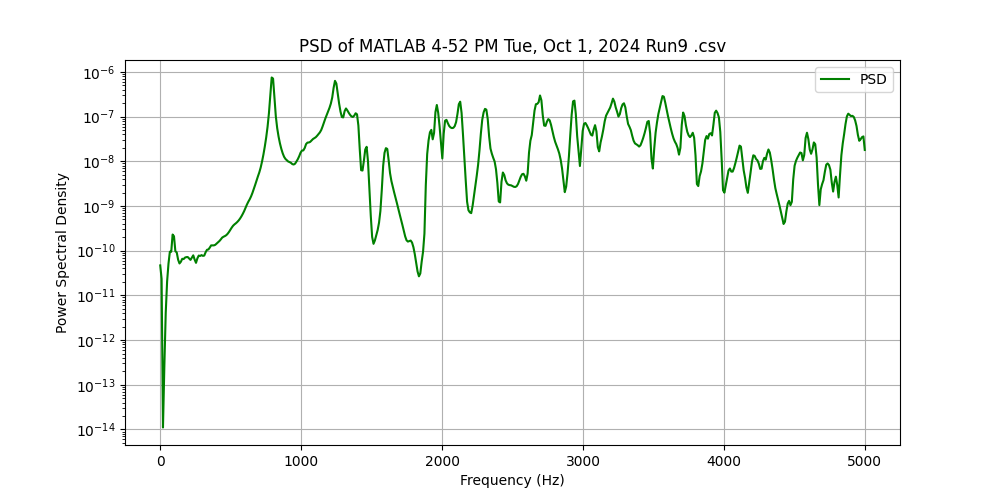 PSD of MATLAB 4-52 PM Tue, Oct 1, 2024 Run9 .csv
PSD
10⁻⁶
10⁻⁷
10⁻⁸
10⁻⁹
10⁻¹⁰
10⁻¹¹
10⁻¹²
10⁻¹³
10⁻¹⁴
Power Spectral Density
0 1000 2000 3000 4000 5000
Frequency (Hz)